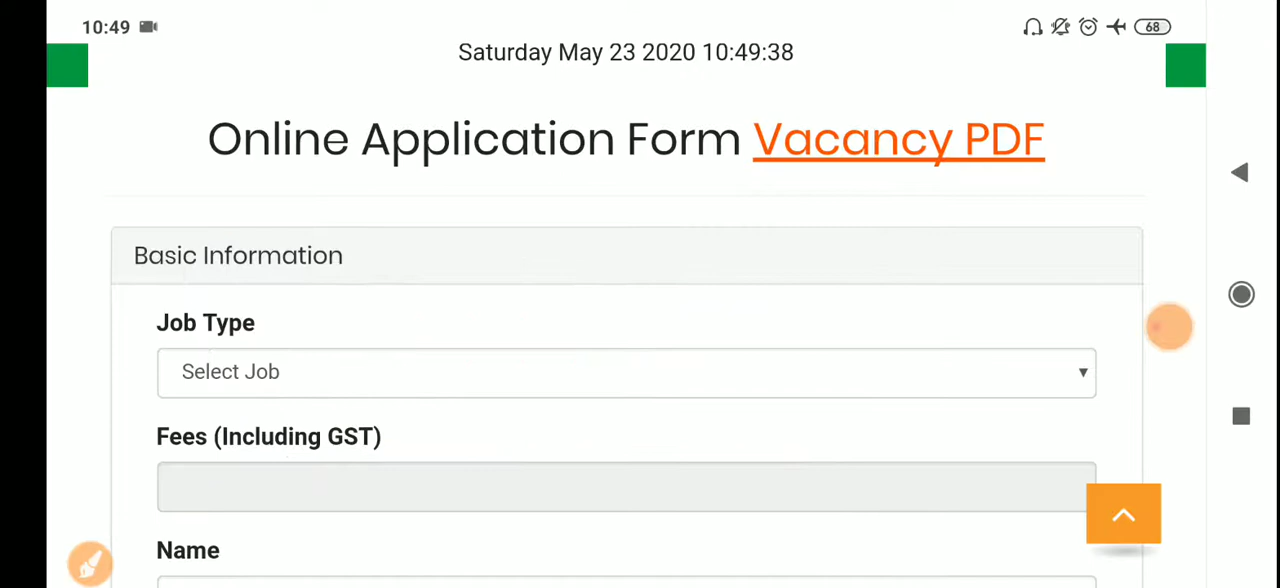 10:49 68
Saturday May 23 2020 10:49:38
Online Application Form Vacancy PDF
Basic Information
Job Type
Select Job
Fees (Including GST)
Name